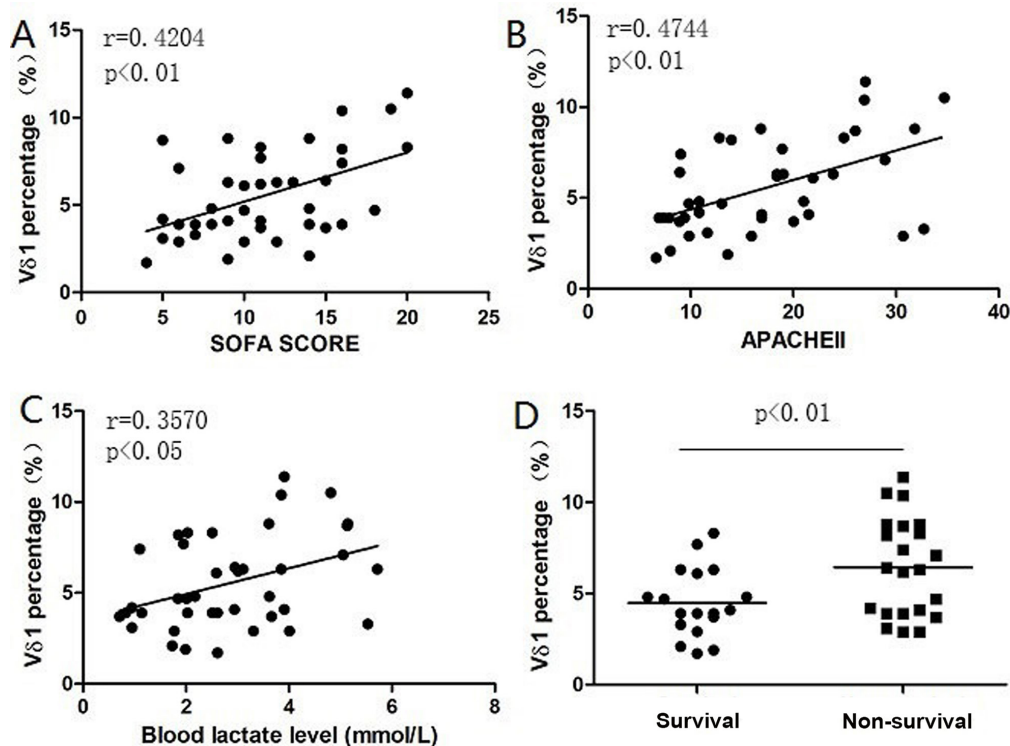 A
r=0.4204
p<0.01
Vδ1 percentage (%)
15
10
5
0
0 5 10 15 20 25
SOFA SCORE
B
r=0.4744
p<0.01
Vδ1 percentage (%)
15
10
5
0
0 10 20 30 40
APACHEII
C
r=0.3570
p<0.05
Vδ1 percentage (%)
15
10
5
0
0 2 4 6 8
Blood lactate level (mmol/L)
D
p<0.01
Vδ1 percentage (%)
15
10
5
0
Survival Non-survival